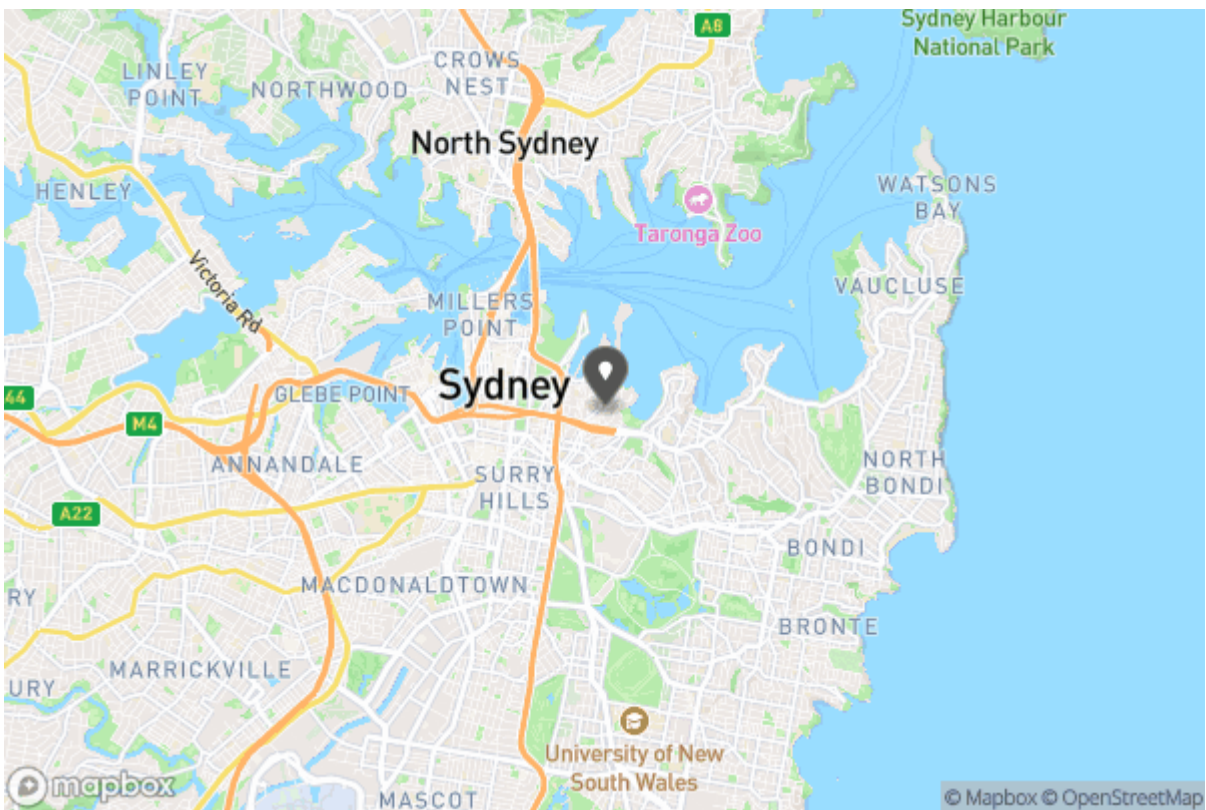 A8
Sydney Harbour
National Park
CROWS
NEST
LINLEY
POINT
NORTHWOOD
North Sydney
HENLEY
WATSONS
BAY
Taronga Zoo
Victoria Rd
VAUCLUSE
MILLERS
POINT
Sydney
44
GLEBE POINT
M4
ANNANDALE
SURRY
HILLS
NORTH
BONDI
A22
BONDI
MACDONALDTOWN
RY
BRONTE
MARRICKVILLE
URY
University of New
South Wales
mapbox
MASCOT
© Mapbox © OpenStreetMap